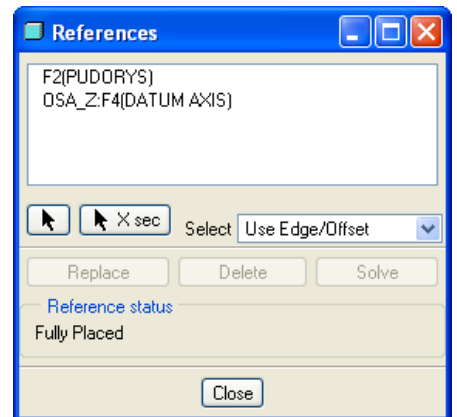 References
F2(PUDORYS)
OSA_Z:F4(DATUM AXIS)
X sec Select Use Edge/Offset
Replace Delete Solve
Reference status
Fully Placed
Close